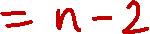 = n - 2